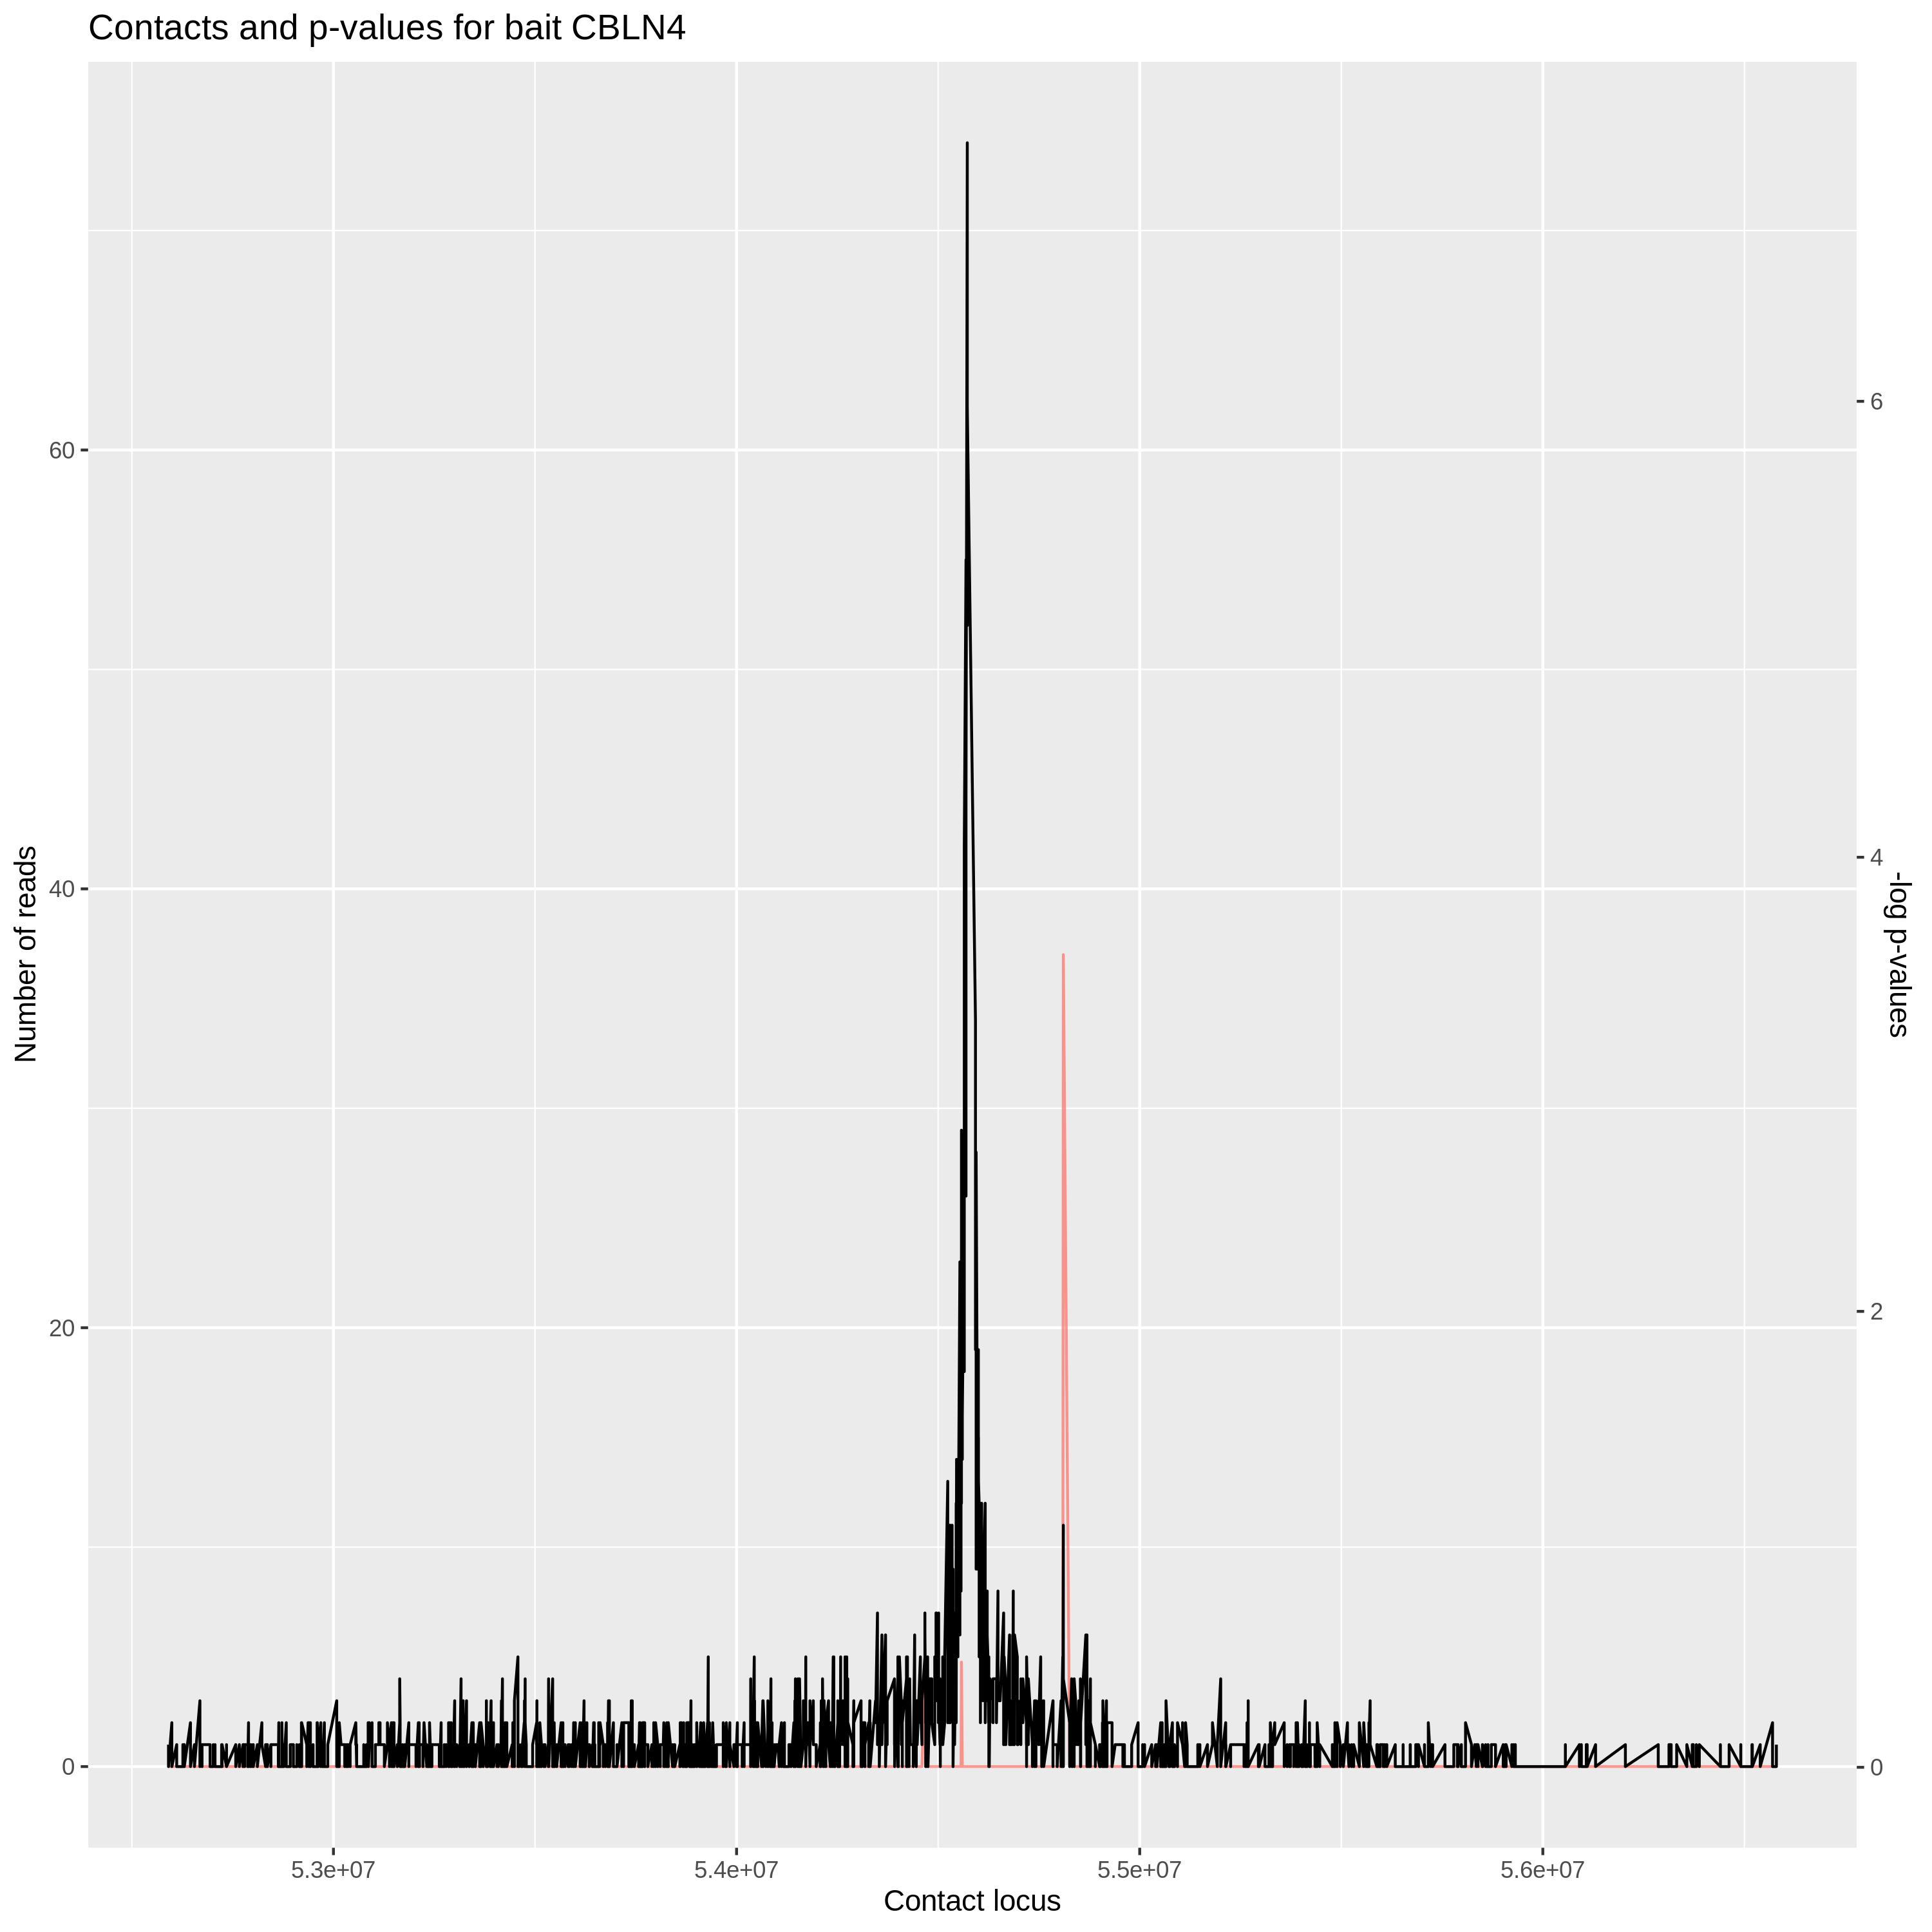 Contacts and p-values for bait CBLN4
60
40
20
0
6
4
2
0
Number of reads
-log p-values
5.3e+07
5.4e+07
5.5e+07
5.6e+07
Contact locus